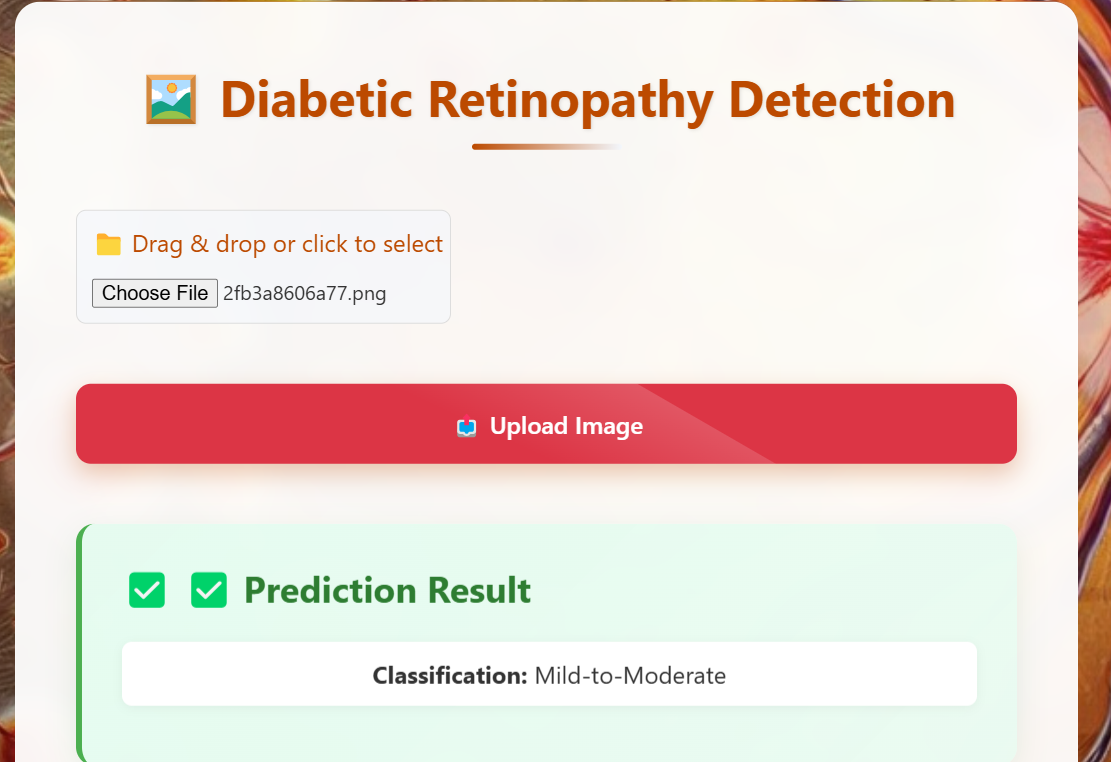 Diabetic Retinopathy Detection
Drag & drop or click to select
Choose File 2fb3a8606a77.png
Upload Image
Prediction Result
Classification: Mild-to-Moderate